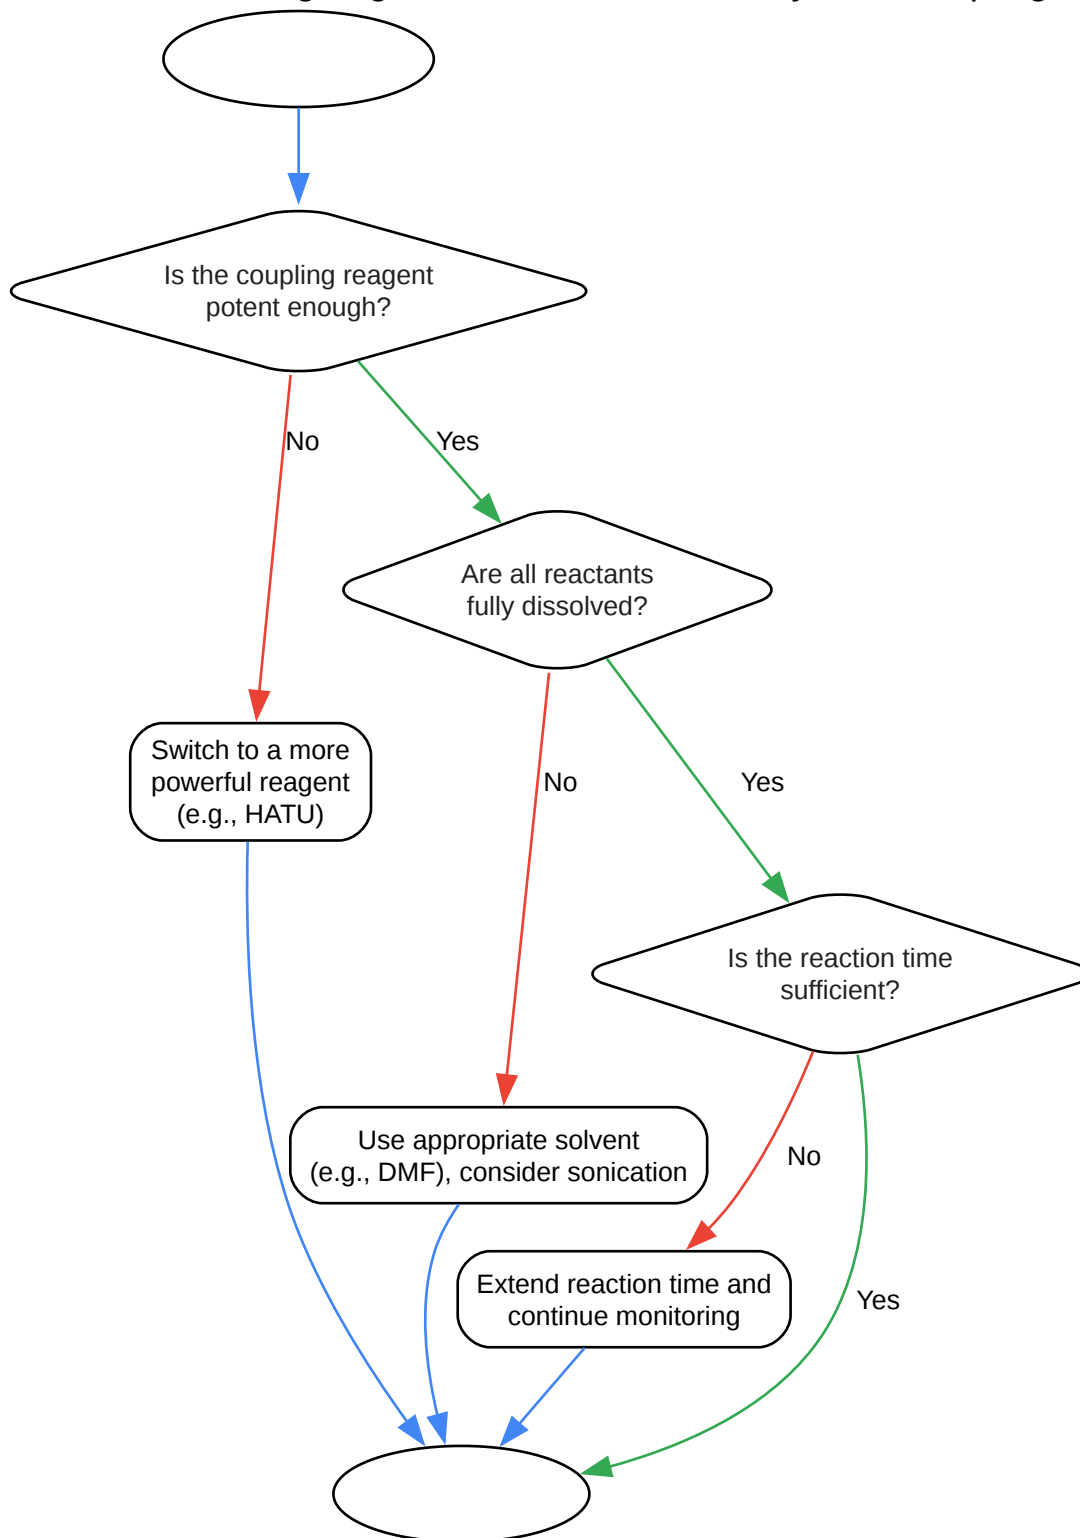 Is the coupling reagent
potent enough?
No
Yes
Are all reactants
fully dissolved?
Switch to a more
powerful reagent
(e.g., HATU)
No
Yes
Is the reaction time
sufficient?
Use appropriate solvent
(e.g., DMF), consider sonication
No
Extend reaction time and
continue monitoring
Yes